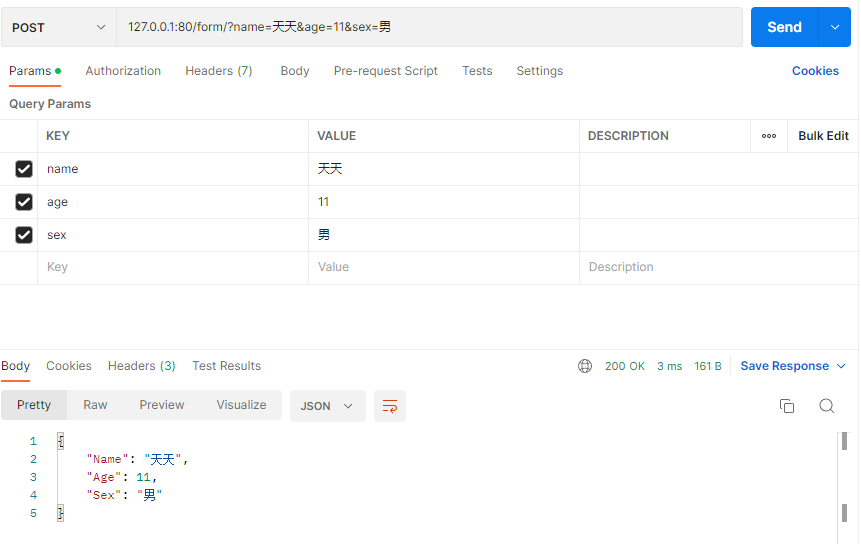 POST 127.0.0.1:80/form/?name=天天&age=11&sex=男 Send
Params Authorization Headers (7) Body Pre-request Script Tests Settings Cookies
Query Params
KEY VALUE DESCRIPTION Bulk Edit
name 天天
age 11
sex 男
Key Value Description
Body Cookies Headers (3) Test Results 200 OK 3 ms 161 B Save Response
Pretty Raw Preview Visualize JSON
1 {
2 "Name": "天天",
3 "Age": 11,
4 "Sex": "男"
5 }